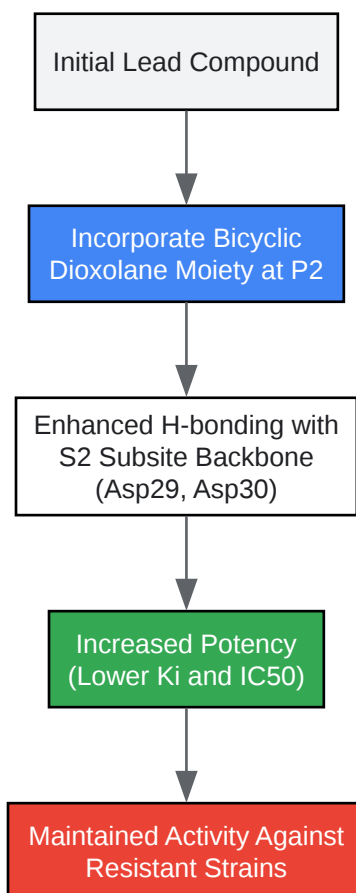 Initial Lead Compound
Incorporate Bicyclic
Dioxolane Moiety at P2
Enhanced H-bonding with
S2 Subsite Backbone
(Asp29, Asp30)
Increased Potency
(Lower Ki and IC50)
Maintained Activity Against
Resistant Strains